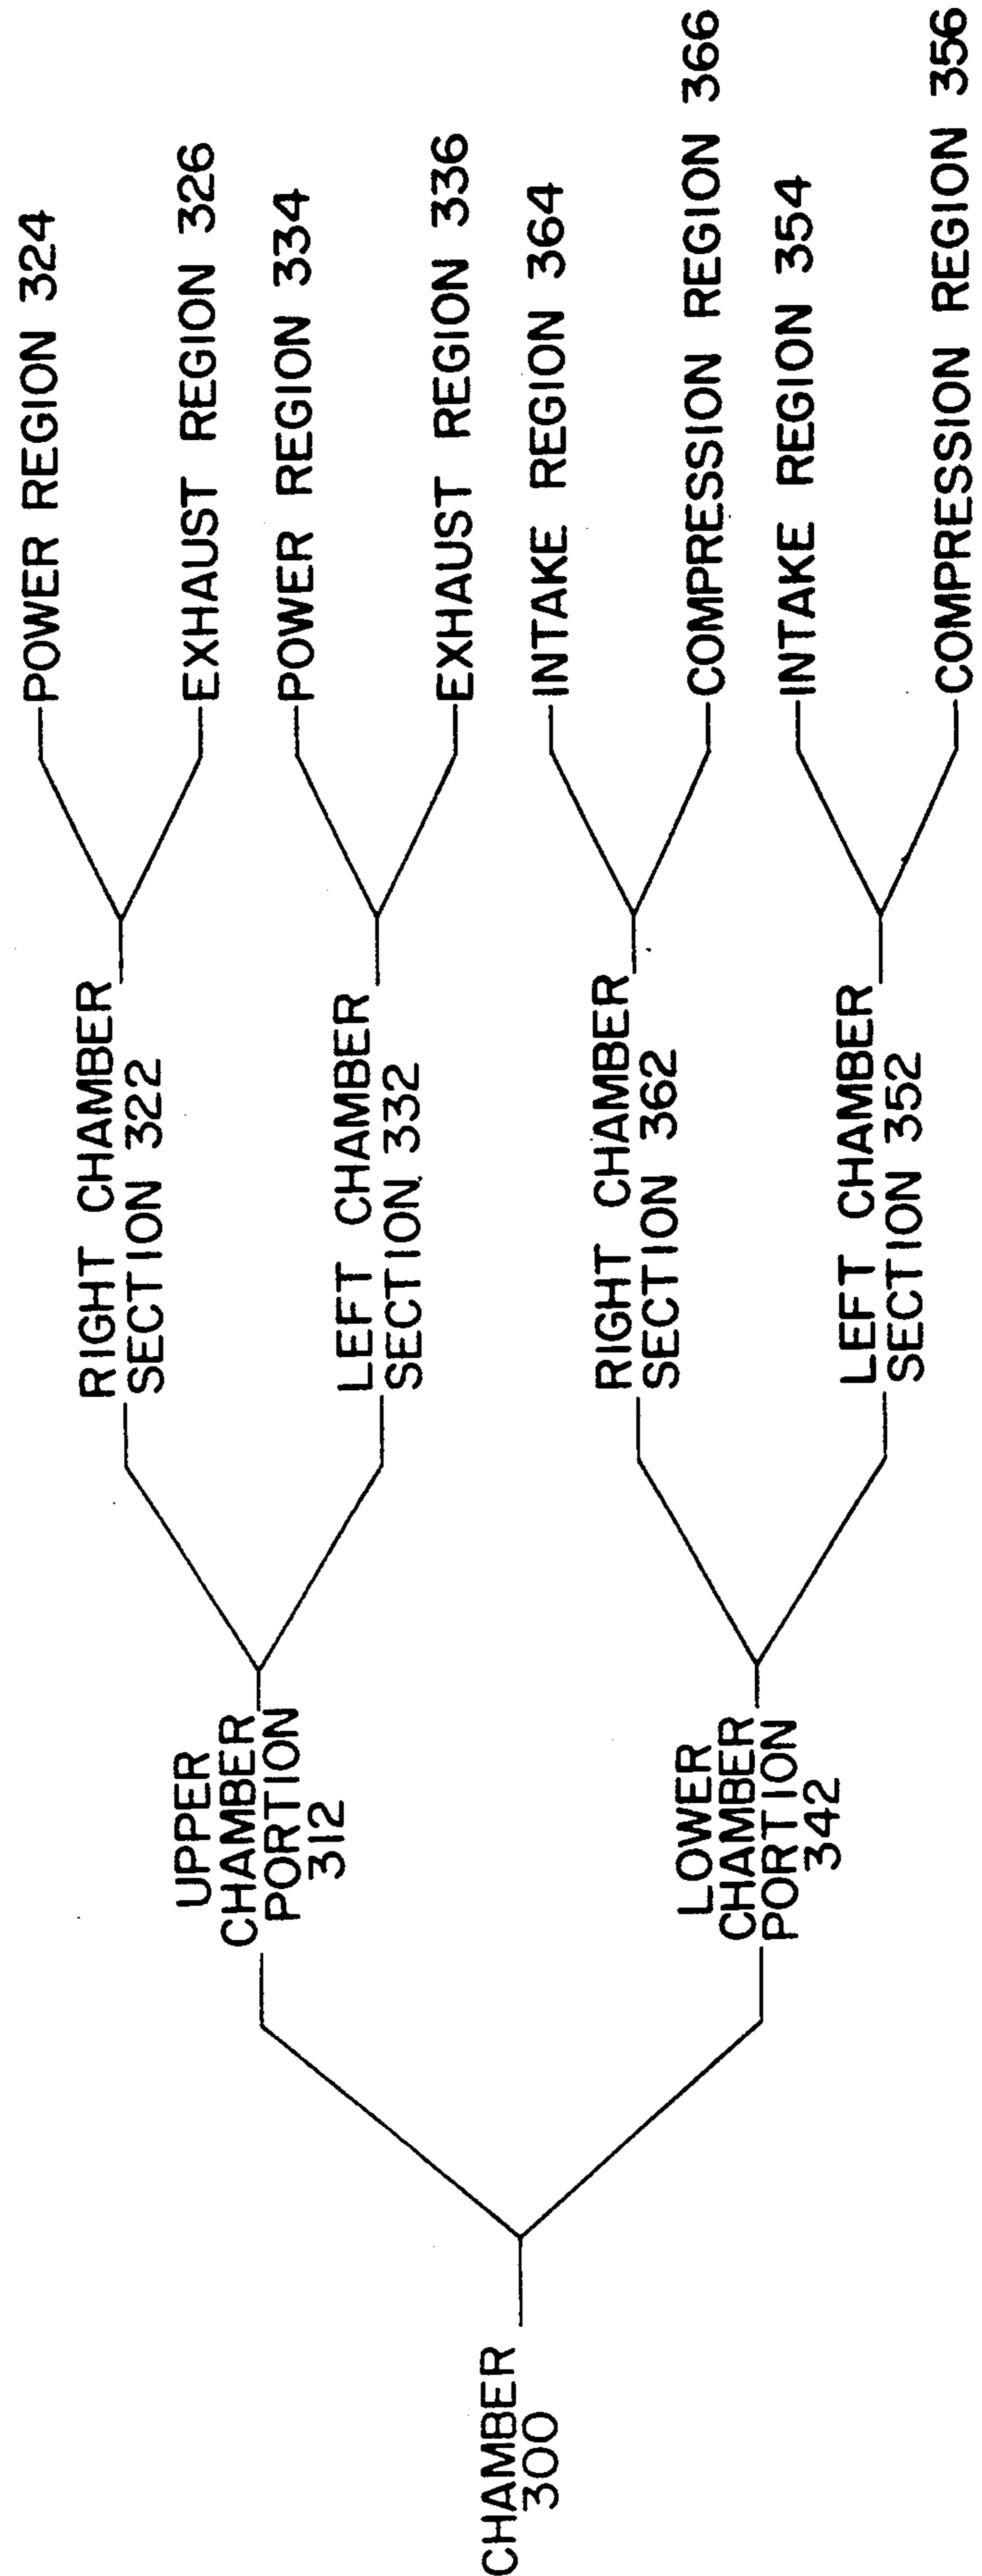 CHAMBER
300
UPPER
CHAMBER
PORTION
312
LOWER
CHAMBER
PORTION
342
RIGHT CHAMBER
SECTION 322
LEFT CHAMBER
SECTION 332
RIGHT CHAMBER
SECTION 362
LEFT CHAMBER
SECTION 352
POWER REGION 324
EXHAUST REGION 326
POWER REGION 334
EXHAUST REGION 336
INTAKE REGION 364
COMPRESSION REGION 366
INTAKE REGION 354
COMPRESSION REGION 356